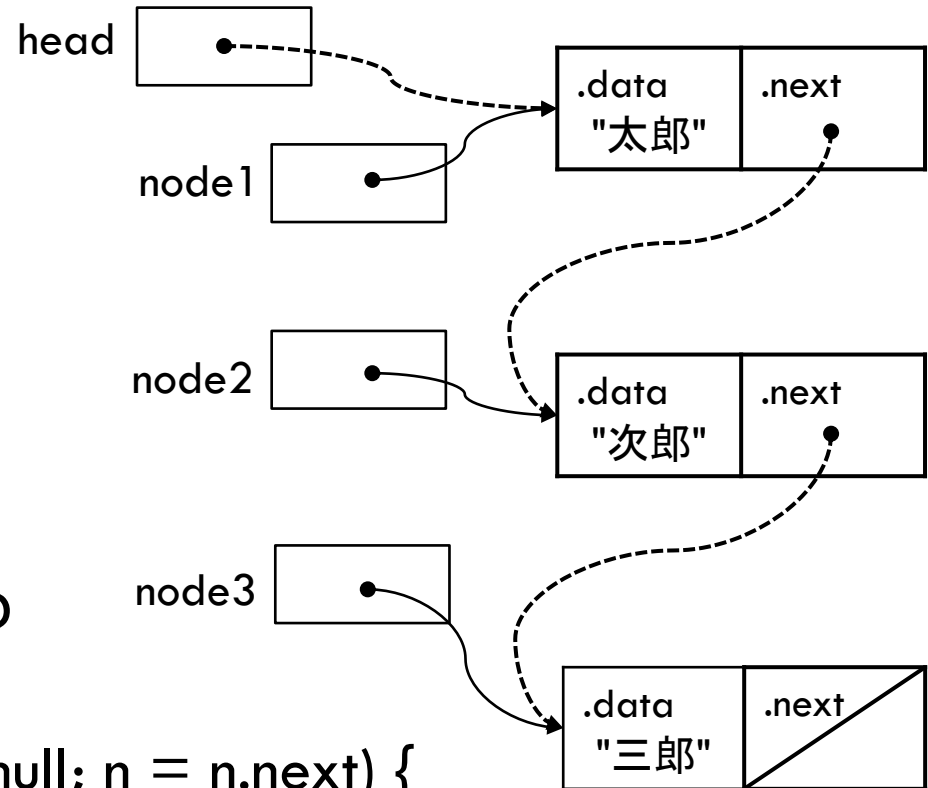 head
.data .next
"太郎"
node1
node2
.data .next
"次郎"
node3
.data .next
"三郎"
null; n = n.next) {